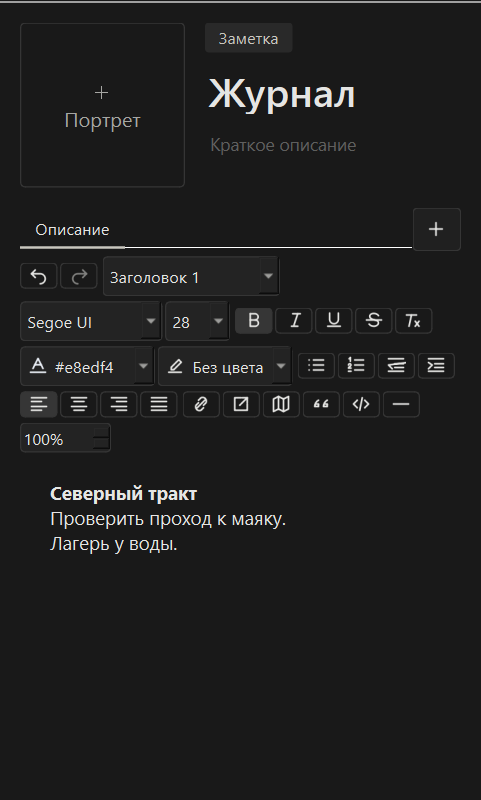 Заметка
+
Портрет
Журнал
Краткое описание
Описание
+
Заголовок 1
Segoe UI
28
B I U S Tx
#e8edf4
Без цвета
100%
Северный тракт
Проверить проход к маяку.
Лагерь у воды.